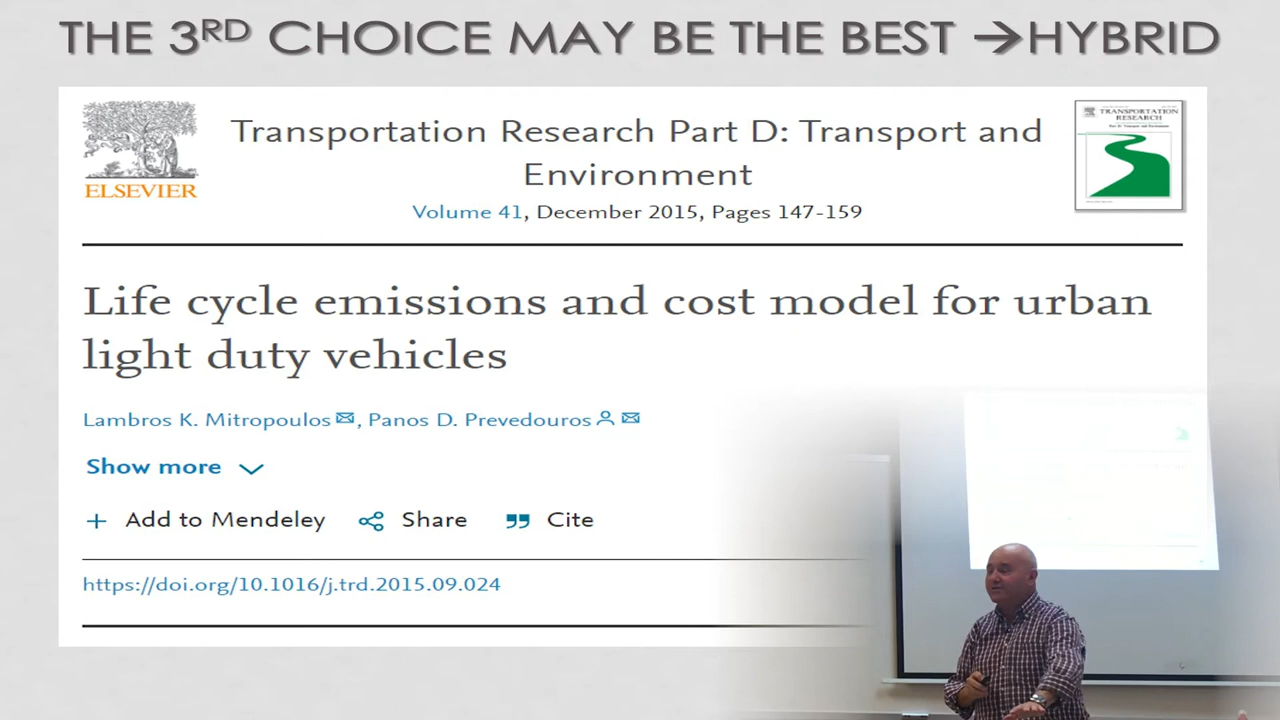 THE 3RD CHOICE MAY BE THE BEST →HYBRID
ELSEVIER
Transportation Research Part D: Transport and
Environment
Volume 41, December 2015, Pages 147-159
TRANSPORTATION
RESEARCH
Life cycle emissions and cost model for urban
light duty vehicles
Lambros K. Mitropoulos, Panos D. Prevedouros
Show more
+ Add to Mendeley Share Cite
https://doi.org/10.1016/j.trd.2015.09.024